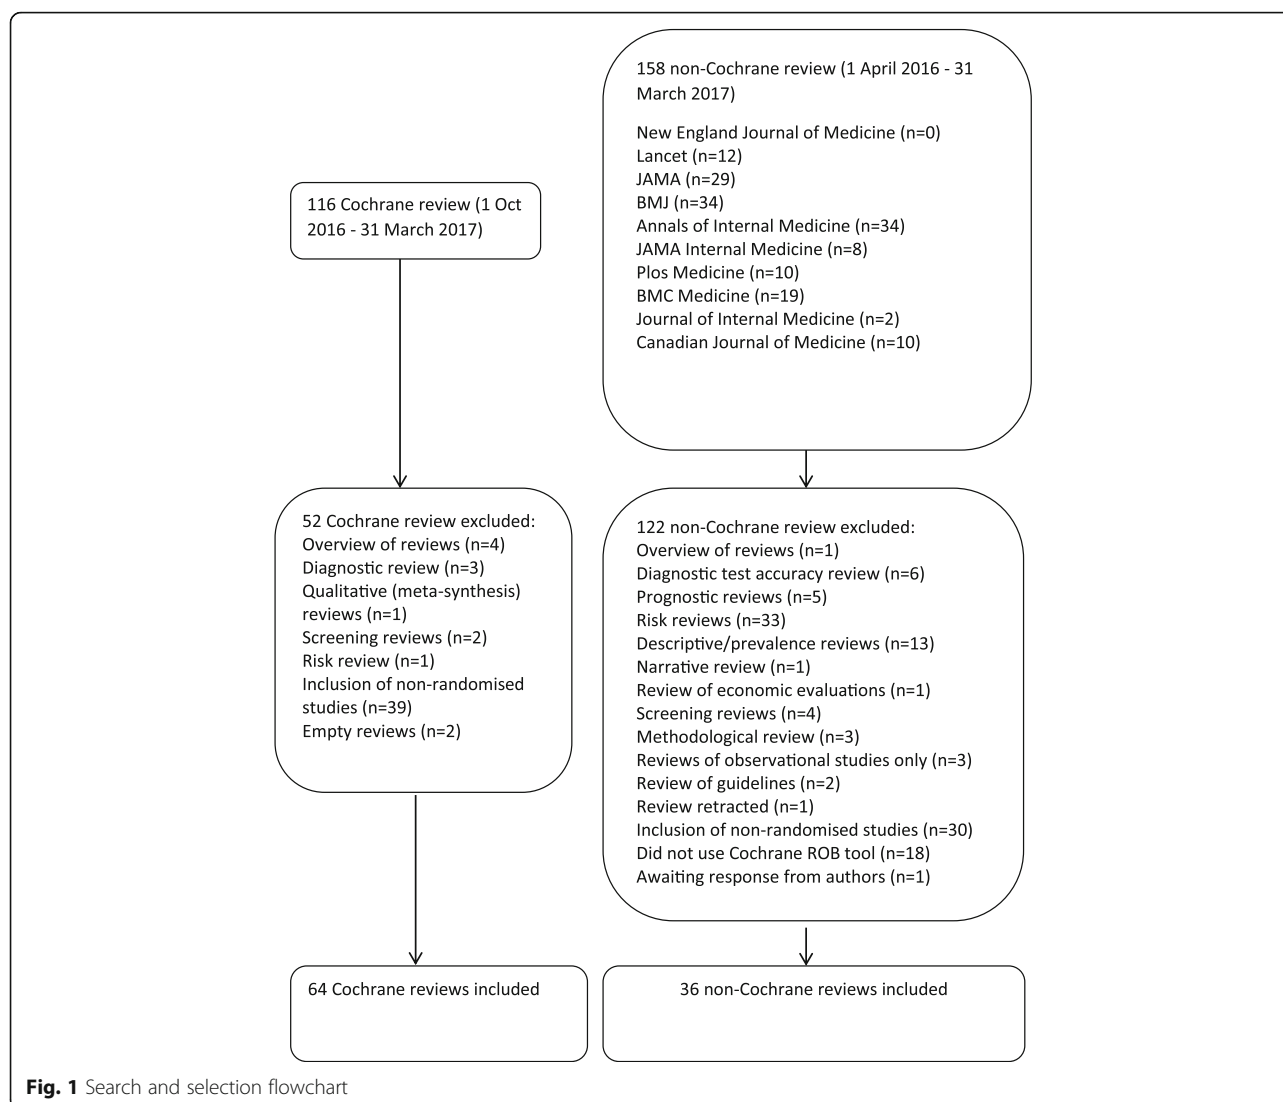 116 Cochrane review (1 Oct
2016 - 31 March 2017)
158 non-Cochrane review (1 April 2016 - 31
March 2017)
New England Journal of Medicine (n=0)
Lancet (n=12)
JAMA (n=29)
BMJ (n=34)
Annals of Internal Medicine (n=34)
JAMA Internal Medicine (n=8)
Plos Medicine (n=10)
BMC Medicine (n=19)
Journal of Internal Medicine (n=2)
Canadian Journal of Medicine (n=10)
52 Cochrane review excluded:
Overview of reviews (n=4)
Diagnostic review (n=3)
Qualitative (meta-synthesis)
reviews (n=1)
Screening reviews (n=2)
Risk review (n=1)
Inclusion of non-randomised
studies (n=39)
Empty reviews (n=2)
122 non-Cochrane review excluded:
Overview of reviews (n=1)
Diagnostic test accuracy review (n=6)
Prognostic reviews (n=5)
Risk reviews (n=33)
Descriptive/prevalence reviews (n=13)
Narrative review (n=1)
Review of economic evaluations (n=1)
Screening reviews (n=4)
Methodological review (n=3)
Reviews of observational studies only (n=3)
Review of guidelines (n=2)
Review retracted (n=1)
Inclusion of non-randomised studies (n=30)
Did not use Cochrane ROB tool (n=18)
Awaiting response from authors (n=1)
64 Cochrane reviews included
36 non-Cochrane reviews included
Fig. 1 Search and selection flowchart